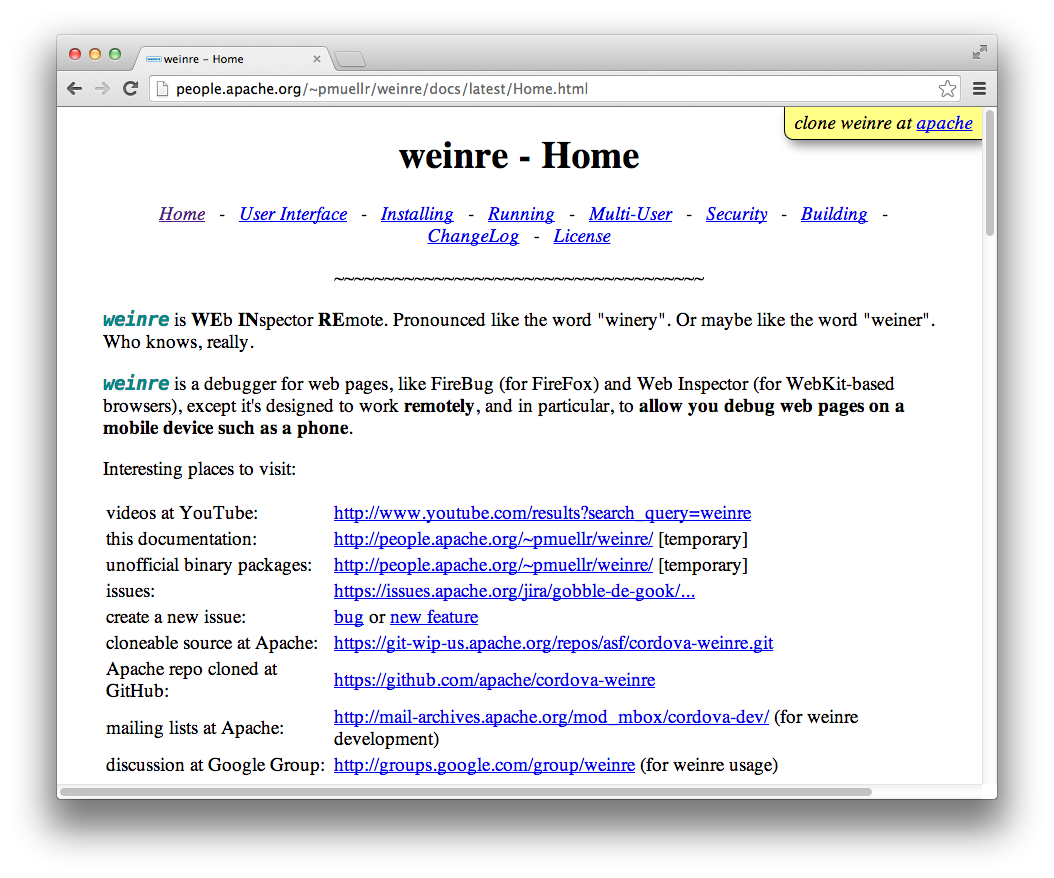 weinre – Home
people.apache.org/~pmuellr/weinre/docs/latest/Home.html
clone weinre at apache
weinre - Home
Home - User Interface - Installing - Running - Multi-User - Security - Building -
ChangeLog - License
~~~~~~~~~~~~~~~~~~~~~~~~~~~~~~~~~~~~~
weinre is WEb INspector REmote. Pronounced like the word "winery". Or maybe like the word "weiner".
Who knows, really.
weinre is a debugger for web pages, like FireBug (for FireFox) and Web Inspector (for WebKit-based
browsers), except it's designed to work remotely, and in particular, to allow you debug web pages on a
mobile device such as a phone.
Interesting places to visit:
videos at YouTube: http://www.youtube.com/results?search_query=weinre
this documentation: http://people.apache.org/~pmuellr/weinre/ [temporary]
unofficial binary packages: http://people.apache.org/~pmuellr/weinre/ [temporary]
issues: https://issues.apache.org/jira/gobble-de-gook/...
create a new issue: bug or new feature
cloneable source at Apache: https://git-wip-us.apache.org/repos/asf/cordova-weinre.git
Apache repo cloned at
GitHub: https://github.com/apache/cordova-weinre
mailing lists at Apache: http://mail-archives.apache.org/mod_mbox/cordova-dev/ (for weinre
development)
discussion at Google Group: http://groups.google.com/group/weinre (for weinre usage)